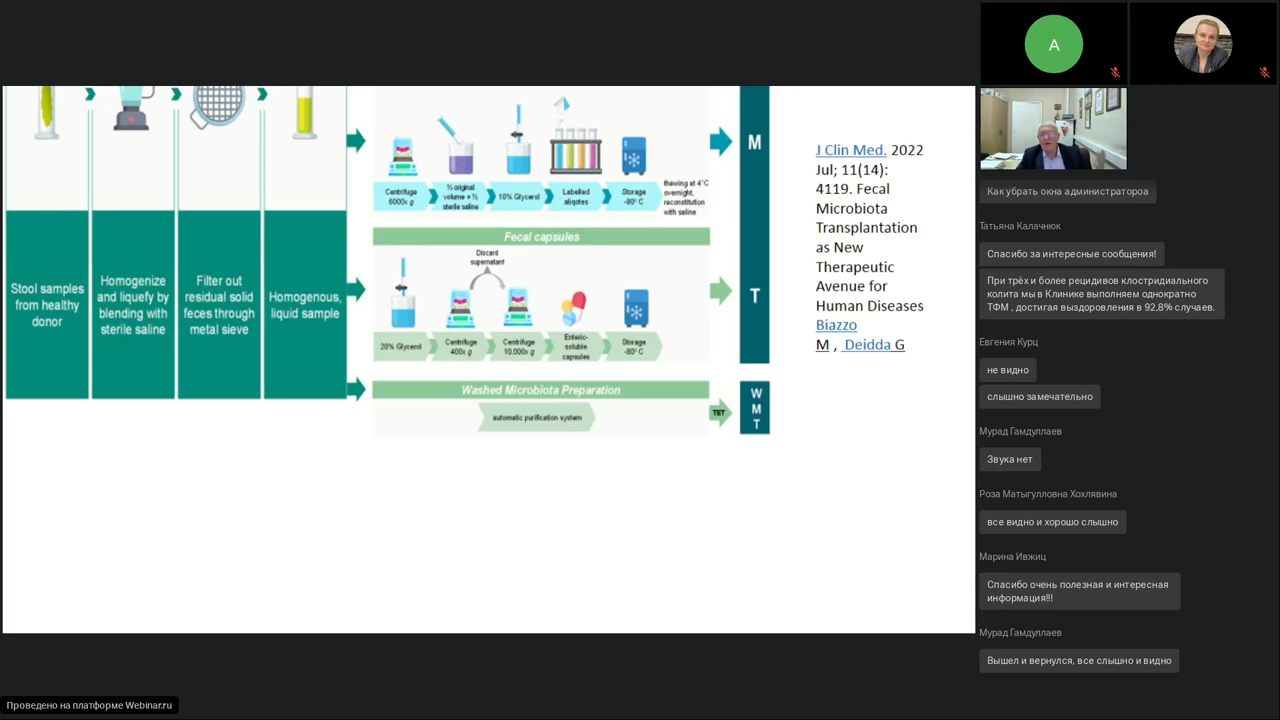 Stool samples
from healthy
donor
Homogenize
and liquefy by
blending with
sterile saline
Filter out
residual solid
feces through
metal sieve
Homogenous,
liquid sample
Centrifuge
6000x g
½ original
volume + ½
sterile saline
10% Glycerol
Labelled
aliqotes
Storage
-80° C
thawing at 4°C
overnight,
reconstitution
with saline
Fecal capsules
Discard
supernatant
20% Glycerol
Centrifuge
400x g
Centrifuge
10,000x g
Enteric-
soluble
capsules
Storage
-80° C
Washed Microbiota Preparation
automatic purification system
TET
M
T
W
M
T
J Clin Med. 2022
Jul; 11(14):
4119. Fecal
Microbiota
Transplantation
as New
Therapeutic
Avenue for
Human Diseases
Biazzo
M , Deidda G
A
Как убрать окна администратороа
Татьяна Калачнюк
Спасибо за интересные сообщения!
При трёх и более рецидивов клостридиального
колита мы в Клинике выполняем однократно
ТФМ , достигая выздоровления в 92,8% случаев.
Евгения Курц
не видно
слышно замечательно
Мурад Гамдуллаев
Звука нет
Роза Матыгулловна Хохлявина
все видно и хорошо слышно
Марина Ивжиц
Спасибо очень полезная и интересная
информация!!!
Мурад Гамдуллаев
Вышел и вернулся, все слышно и видно
Проведено на платформе Webinar.ru